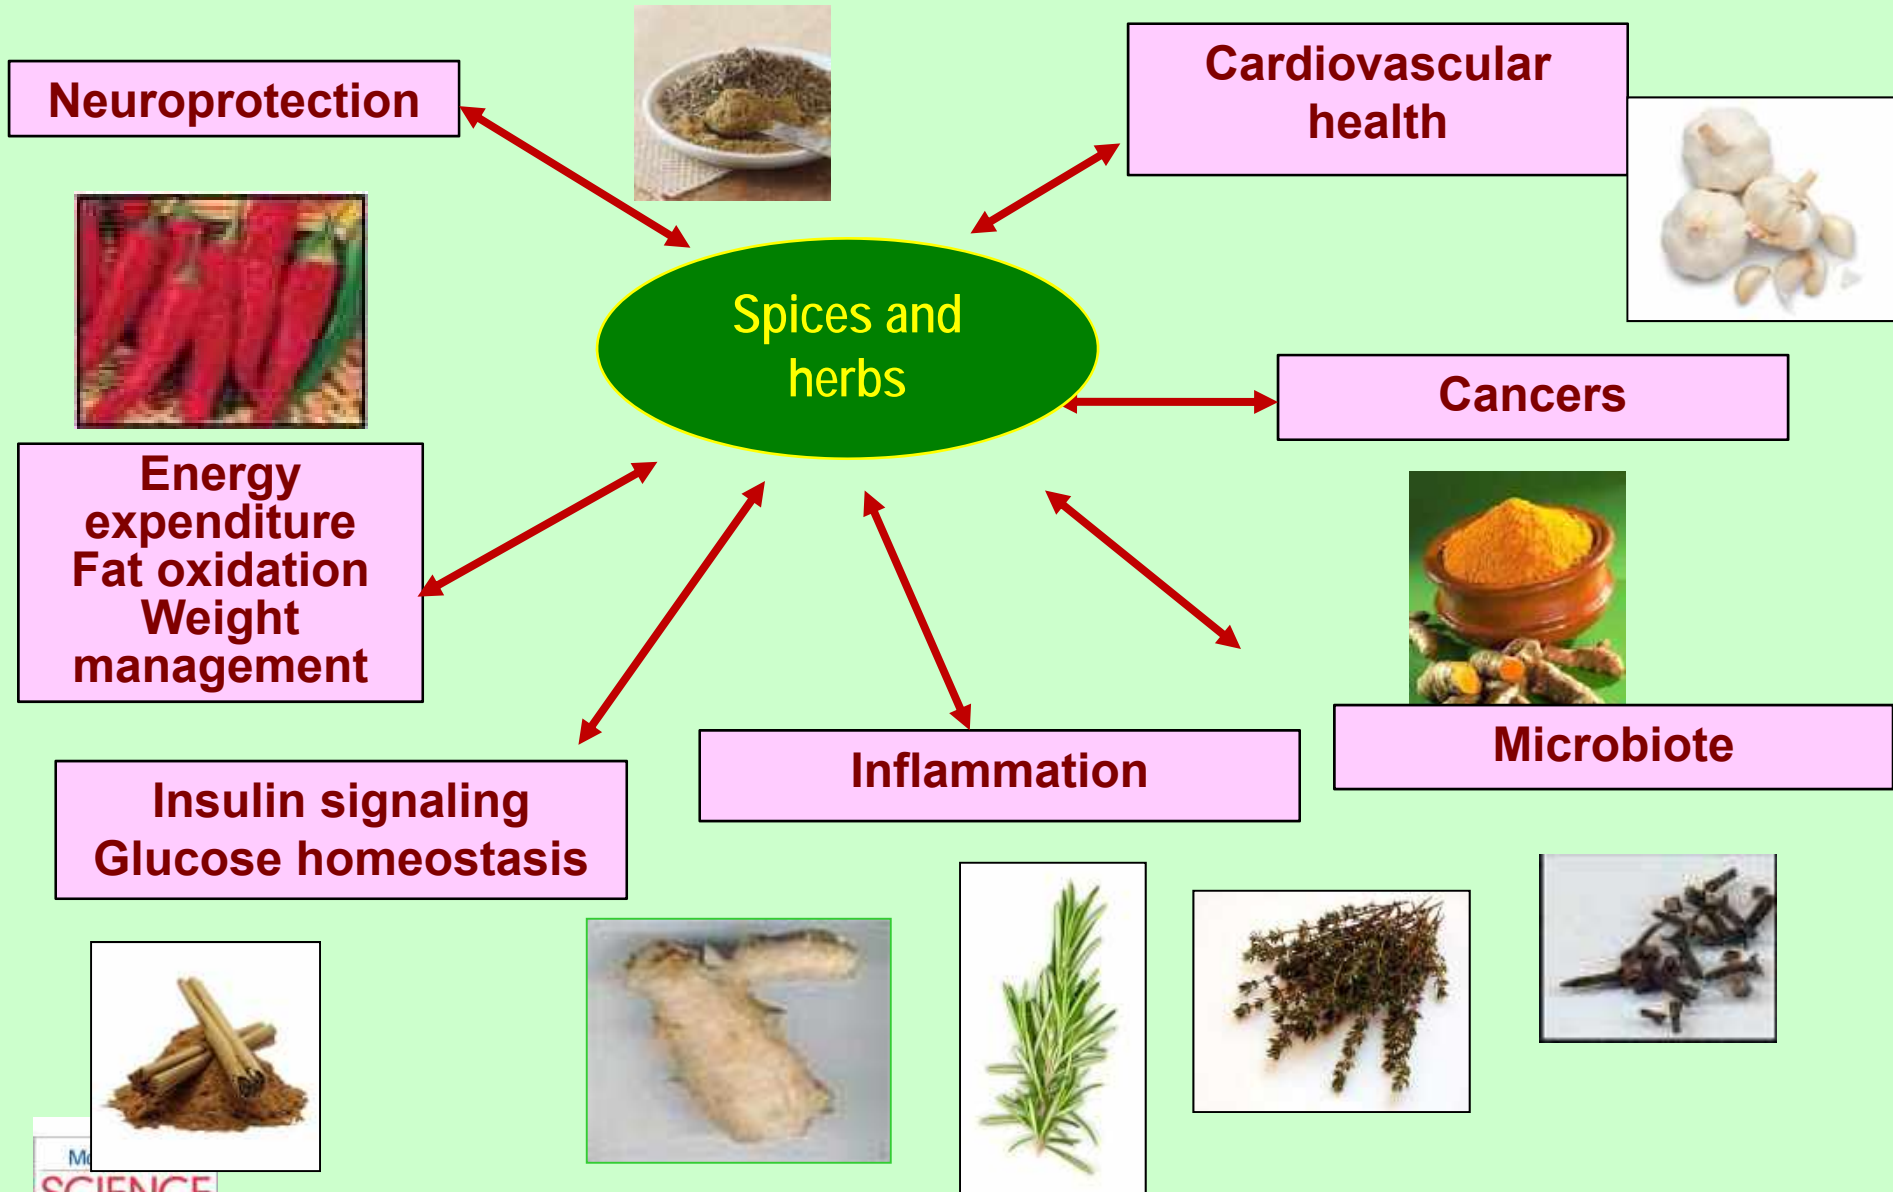 Neuroprotection
Cardiovascular
health
Spices and
herbs
Cancers
Energy
expenditure
Fat oxidation
Weight
management
Microbiote
Inflammation
Insulin signaling
Glucose homeostasis
SCIENCE